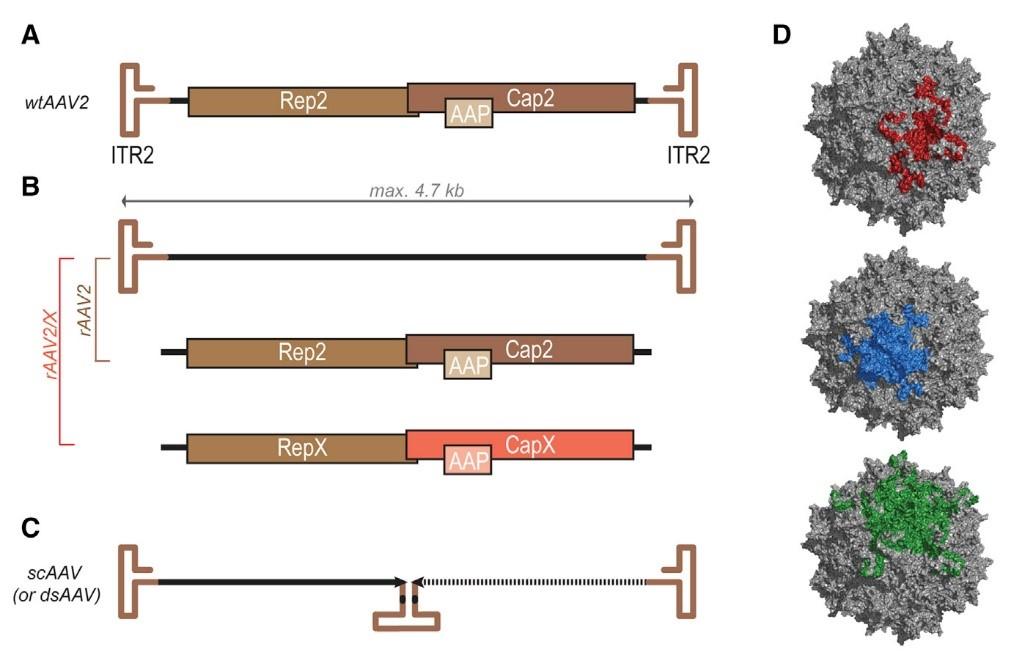 A
D
wtAAV2
Rep2
Cap2
AAP
ITR2
ITR2
B
max. 4.7 kb
rAAV2/X
rAAV2
Rep2
Cap2
AAP
RepX
CapX
AAP
C
scAAV
(or dsAAV)